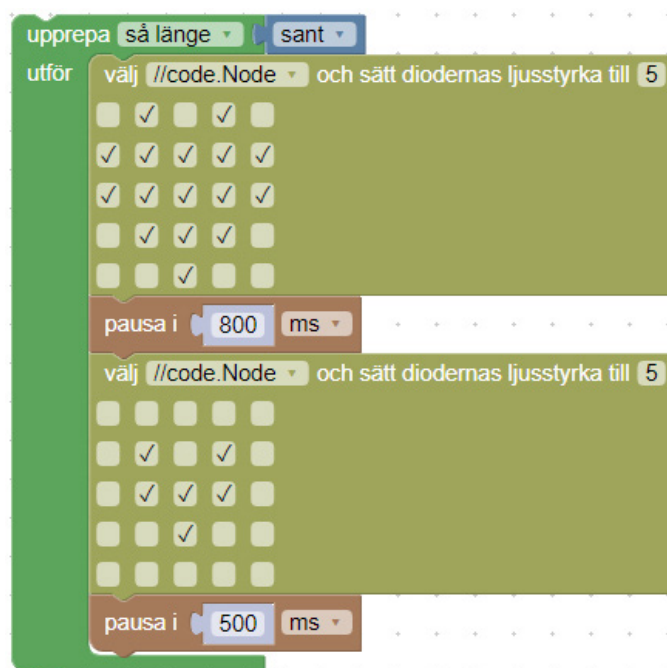 upprepa så länge sant
utför välj //code.Node och sätt diodernas ljusstyrka till 5
pausa i 800 ms
välj //code.Node och sätt diodernas ljusstyrka till 5
pausa i 500 ms